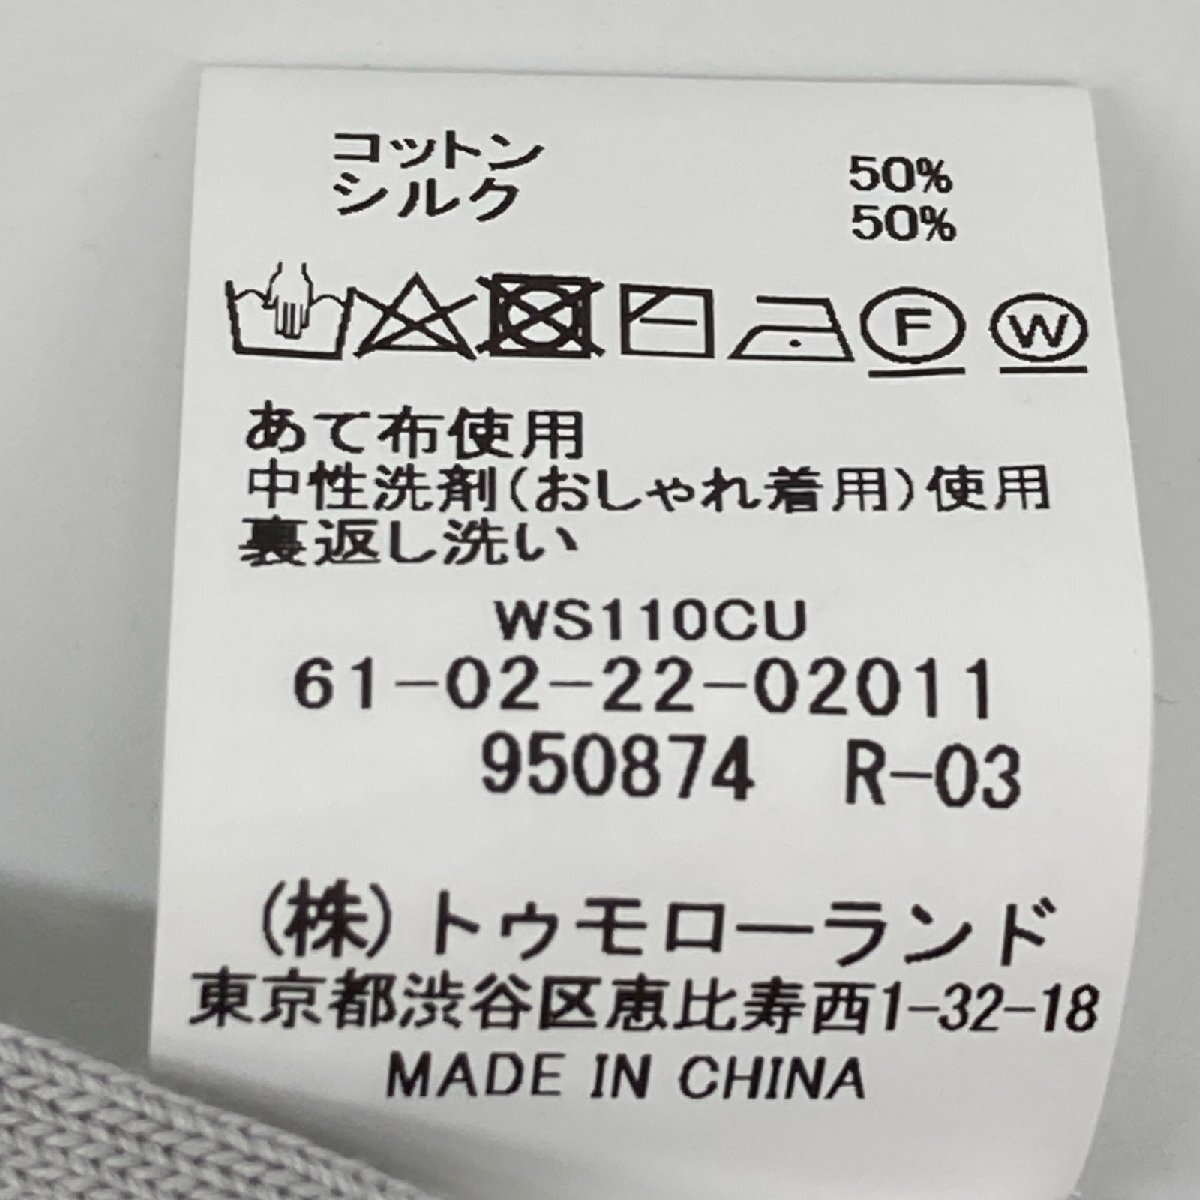 コットン 50%
シルク 50%
F W
あて布使用
中性洗剤(おしゃれ着用)使用
裏返し洗い
WS110CU
61-02-22-02011
950874 R-03
(株)トゥモローランド
東京都渋谷区恵比寿西1-32-18
MADE IN CHINA